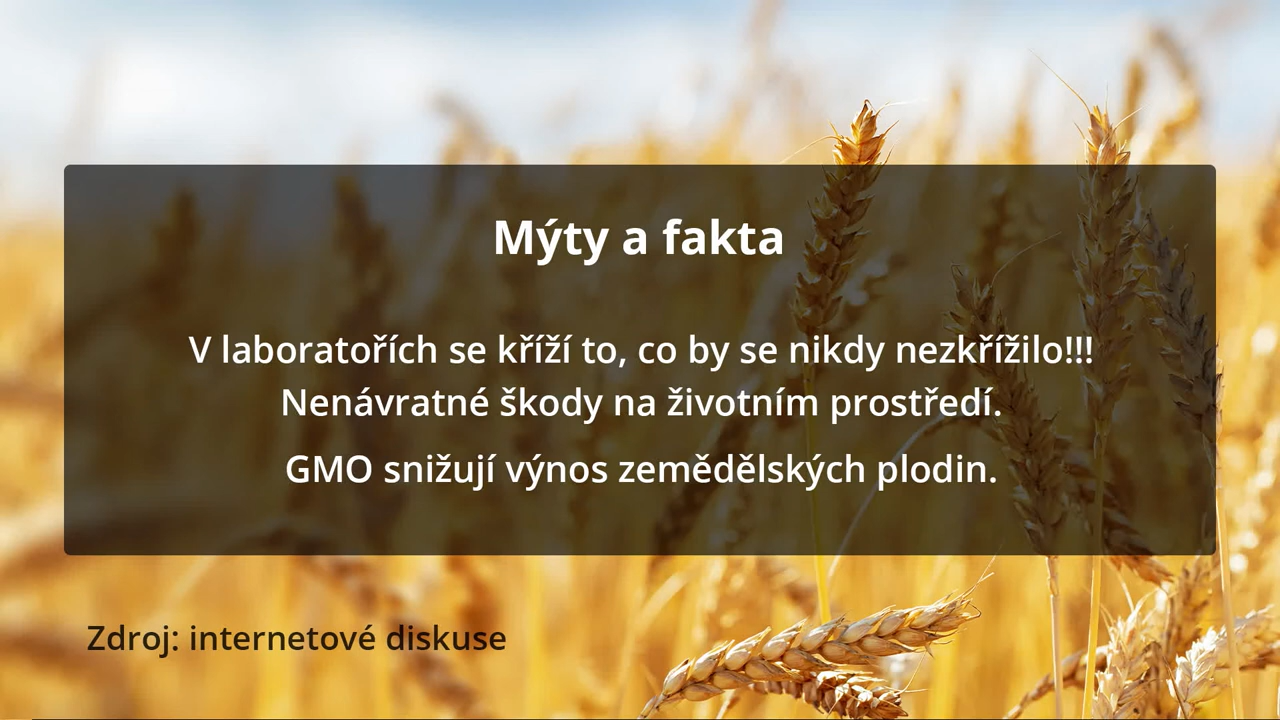 Mýty a fakta
V laboratořích se kříží to, co by se nikdy nezkřížilo!!!
Nenávratné škody na životním prostředí.
GMO snižují výnos zemědělských plodin.
Zdroj: internetové diskuse